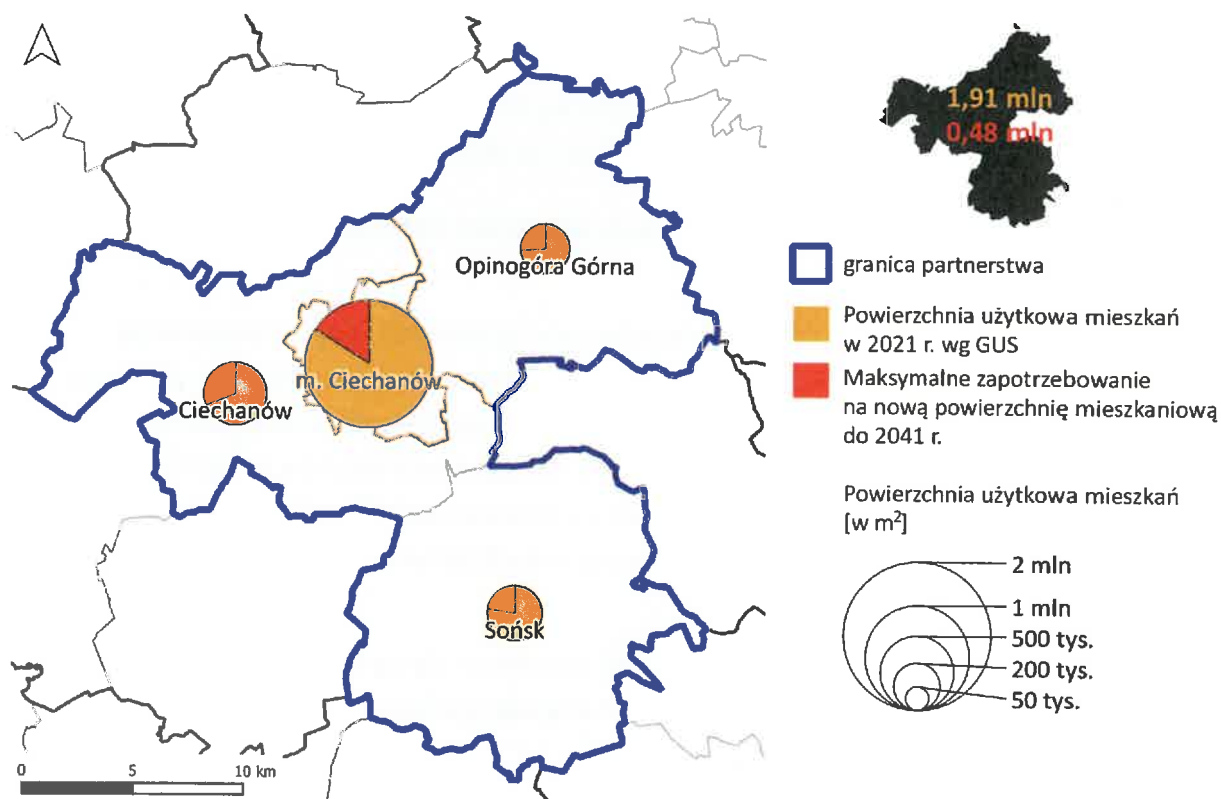 1,91 mln
0,48 mln
Opinogóra Górna
m. Ciechanów
Ciechanów
Sońsk
granica partnerstwa
Powierzchnia użytkowa mieszkań
w 2021 r. wg GUS
Maksymalne zapotrzebowanie
na nową powierzchnię mieszkaniową
do 2041 r.
Powierzchnia użytkowa mieszkań
[w m²]
2 mln
1 mln
500 tys.
200 tys.
50 tys.
0 5 10 km